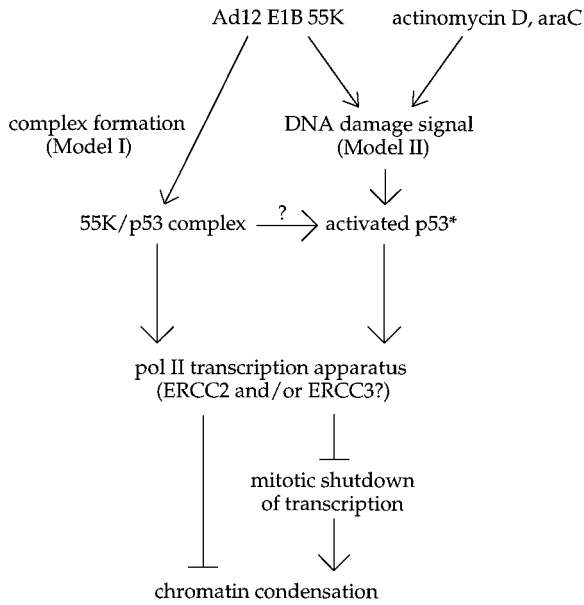 Ad12 E1B 55K
actinomycin D, araC
complex formation
(Model I)
DNA damage signal
(Model II)
55K/p53 complex
?
activated p53*
pol II transcription apparatus
(ERCC2 and/or ERCC3?)
mitotic shutdown
of transcription
chromatin condensation